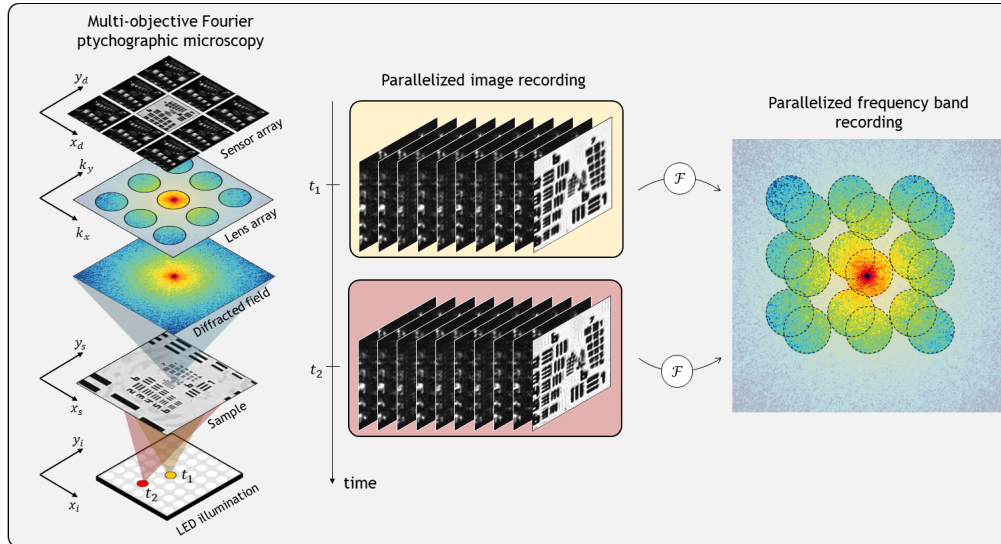 Multi-objective Fourier
ptychographic microscopy
y_d
x_d
Sensor array
k_y
k_x
Lens array
Diffracted field
y_s
x_s
Sample
y_i
x_i
t_1
t_2
LED illumination
Parallelized image recording
t_1
t_2
time
ℱ
ℱ
Parallelized frequency band
recording